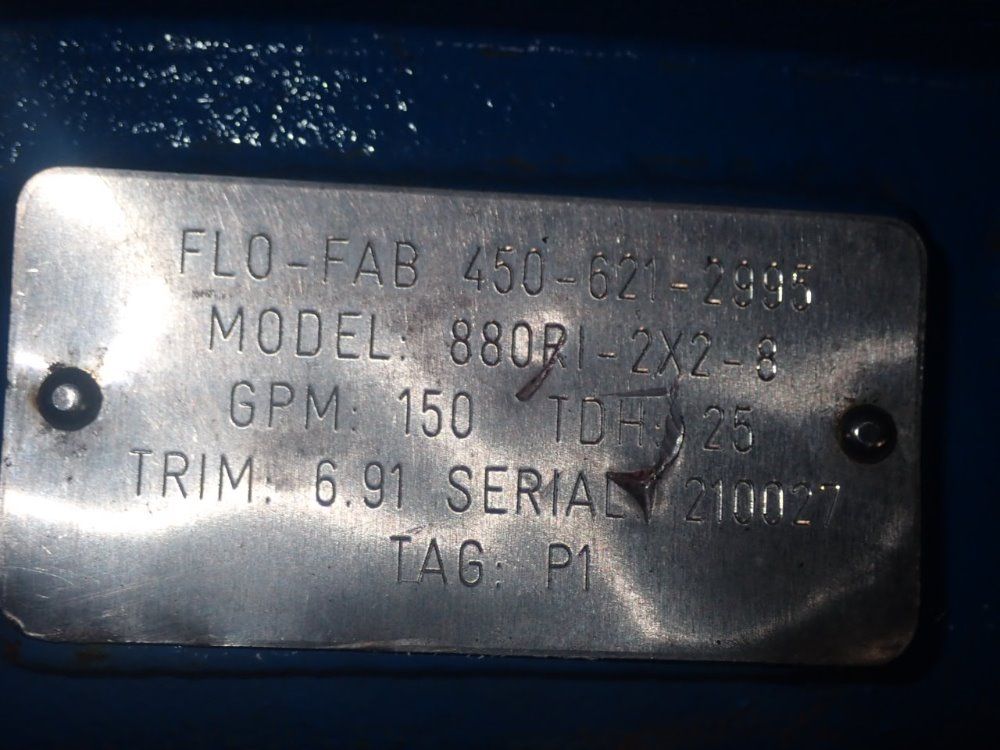 FLO-FAB 450-621-2995
MODEL: 880RI-2X2-8
GPM: 150 TDH: 25
TRIM: 6.91 SERIAL: 210027
TAG: P1